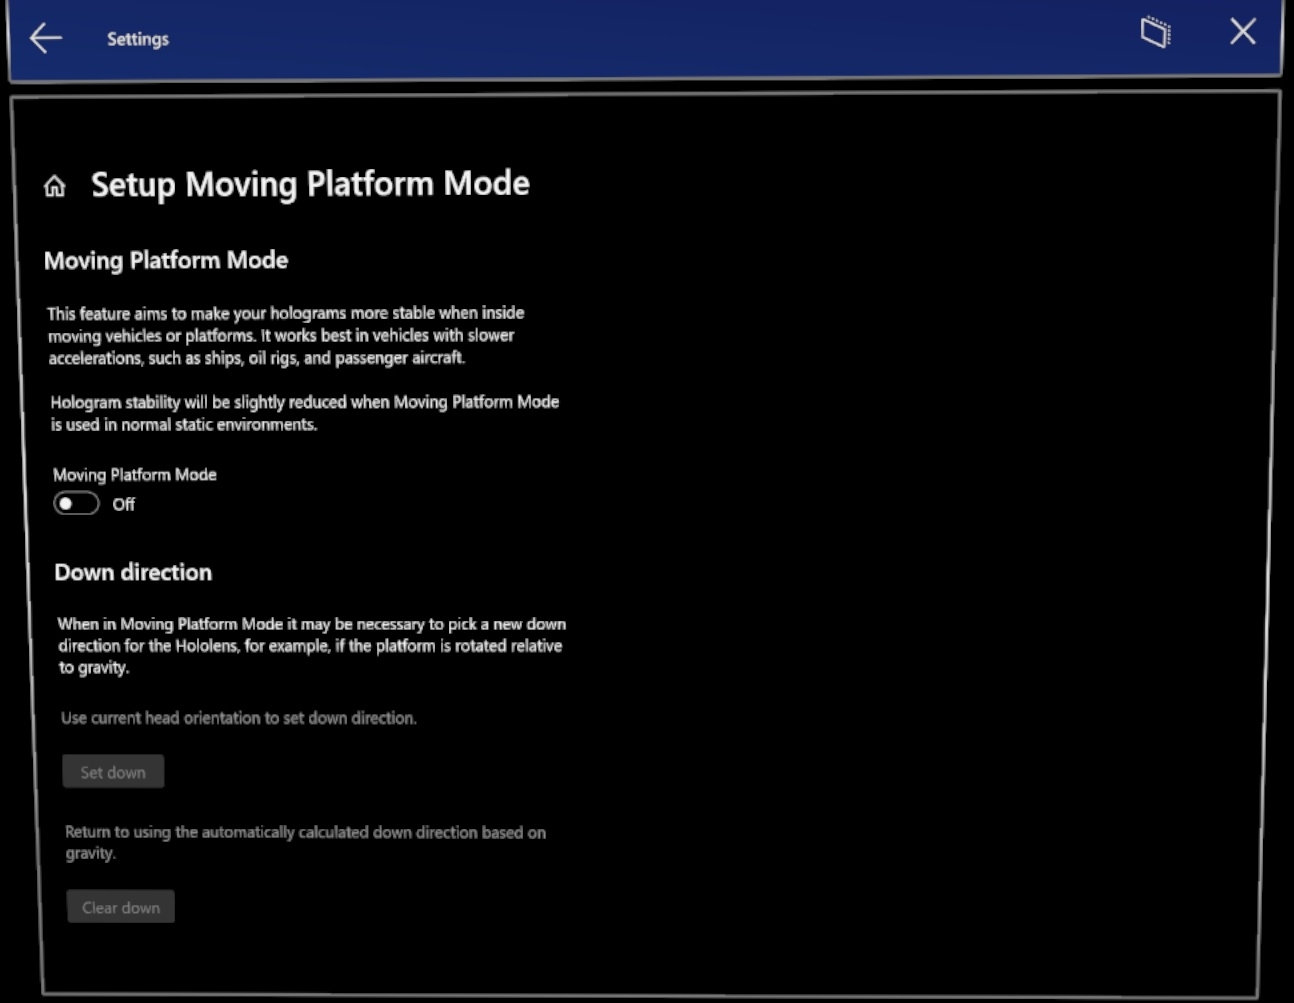 Settings
Setup Moving Platform Mode
Moving Platform Mode
This feature aims to make your holograms more stable when inside
moving vehicles or platforms. It works best in vehicles with slower
accelerations, such as ships, oil rigs, and passenger aircraft.
Hologram stability will be slightly reduced when Moving Platform Mode
is used in normal static environments.
Moving Platform Mode
Off
Down direction
When in Moving Platform Mode it may be necessary to pick a new down
direction for the Hololens, for example, if the platform is rotated relative
to gravity.
Use current head orientation to set down direction.
Set down
Return to using the automatically calculated down direction based on
gravity.
Clear down